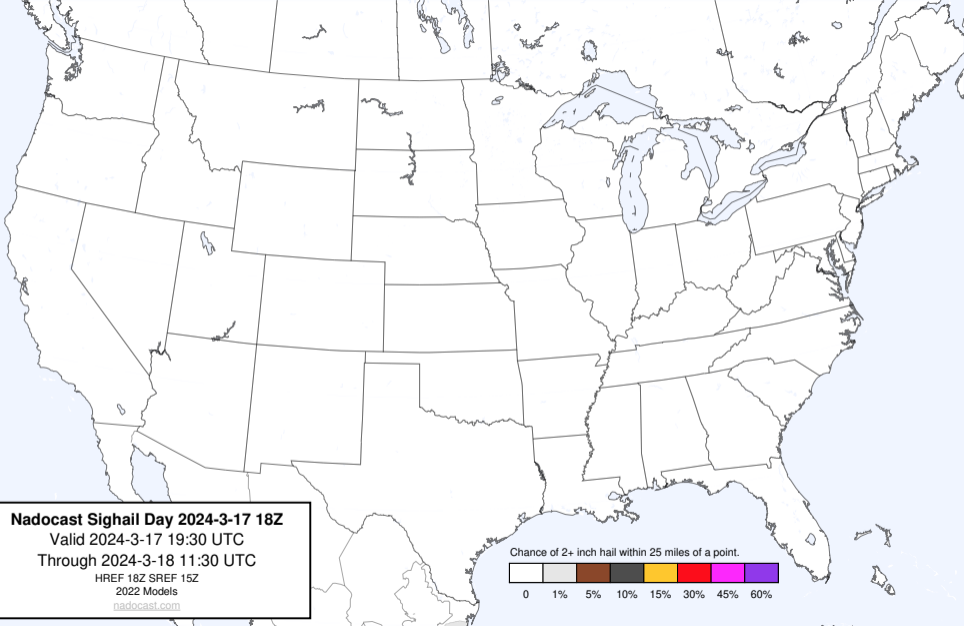 Nadocast Sighail Day 2024-3-17 18Z
Valid 2024-3-17 19:30 UTC
Through 2024-3-18 11:30 UTC
HREF 18Z SREF 15Z
2022 Models
nadocast.com
Chance of 2+ inch hail within 25 miles of a point.
0 1% 5% 10% 15% 30% 45% 60%